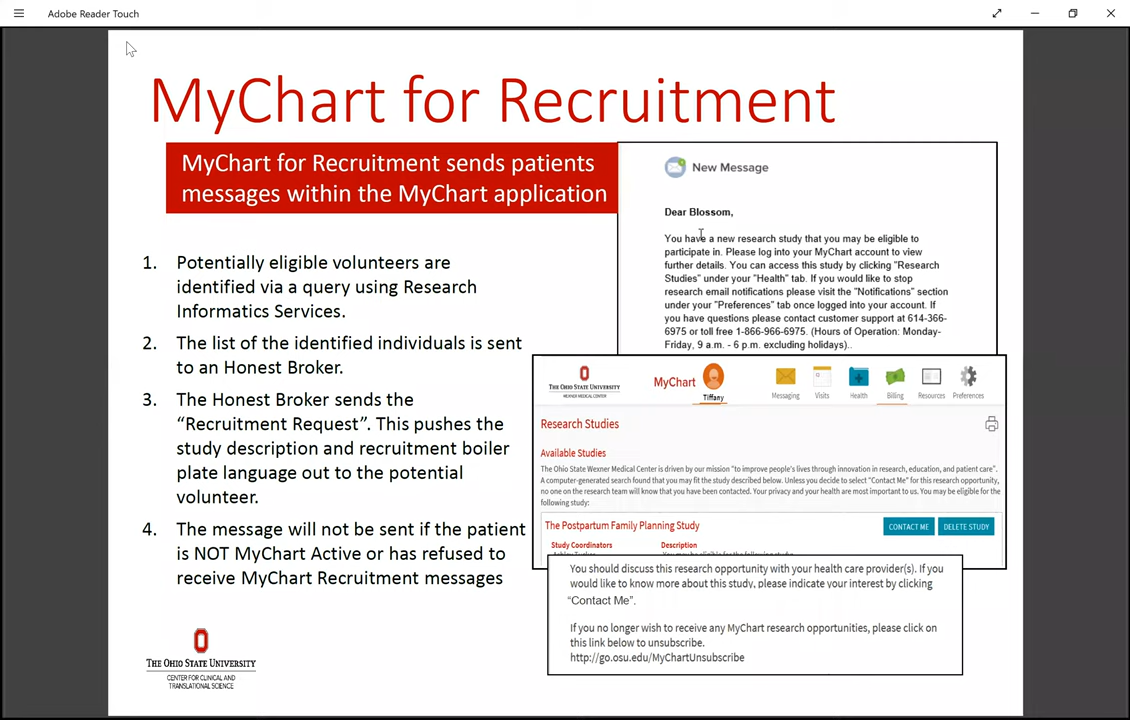 Adobe Reader Touch
MyChart for Recruitment
MyChart for Recruitment sends patients
messages within the MyChart application
1. Potentially eligible volunteers are
identified via a query using Research
Informatics Services.
2. The list of the identified individuals is sent
to an Honest Broker.
3. The Honest Broker sends the
“Recruitment Request”. This pushes the
study description and recruitment boiler
plate language out to the potential
volunteer.
4. The message will not be sent if the patient
is NOT MyChart Active or has refused to
receive MyChart Recruitment messages
THE OHIO STATE UNIVERSITY
CENTER FOR CLINICAL AND
TRANSLATIONAL SCIENCE
New Message
Dear Blossom,
You have a new research study that you may be eligible to
participate in. Please log into your MyChart account to view
further details. You can access this study by clicking "Research
Studies" under your "Health" tab. If you would like to stop
research email notifications please visit the "Notifications" section
under your "Preferences" tab once logged into your account. If
you have questions please contact customer support at 614-366-
6975 or toll free 1-866-966-6975. (Hours of Operation: Monday-
Friday, 9 a.m. - 6 p.m. excluding holidays)..
THE OHIO STATE UNIVERSITY
WEXNER MEDICAL CENTER
MyChart
Tiffany
Messaging Visits Health Billing Resources Preferences
Research Studies
Available Studies
The Ohio State Wexner Medical Center is driven by our mission "to improve people's lives through innovation in research, education, and patient care".
A computer-generated search found that you may fit the study described below. Unless you decide to select "Contact Me" for this research opportunity,
no one on the research team will know that you have been contacted. Your privacy and your health are most important to us. You may be eligible for the
following study:
The Postpartum Family Planning Study
CONTACT ME DELETE STUDY
Study Coordinators Description
You should discuss this research opportunity with your health care provider(s). If you
would like to know more about this study, please indicate your interest by clicking
“Contact Me”.
If you no longer wish to receive any MyChart research opportunities, please click on
this link below to unsubscribe.
http://go.osu.edu/MyChartUnsubscribe